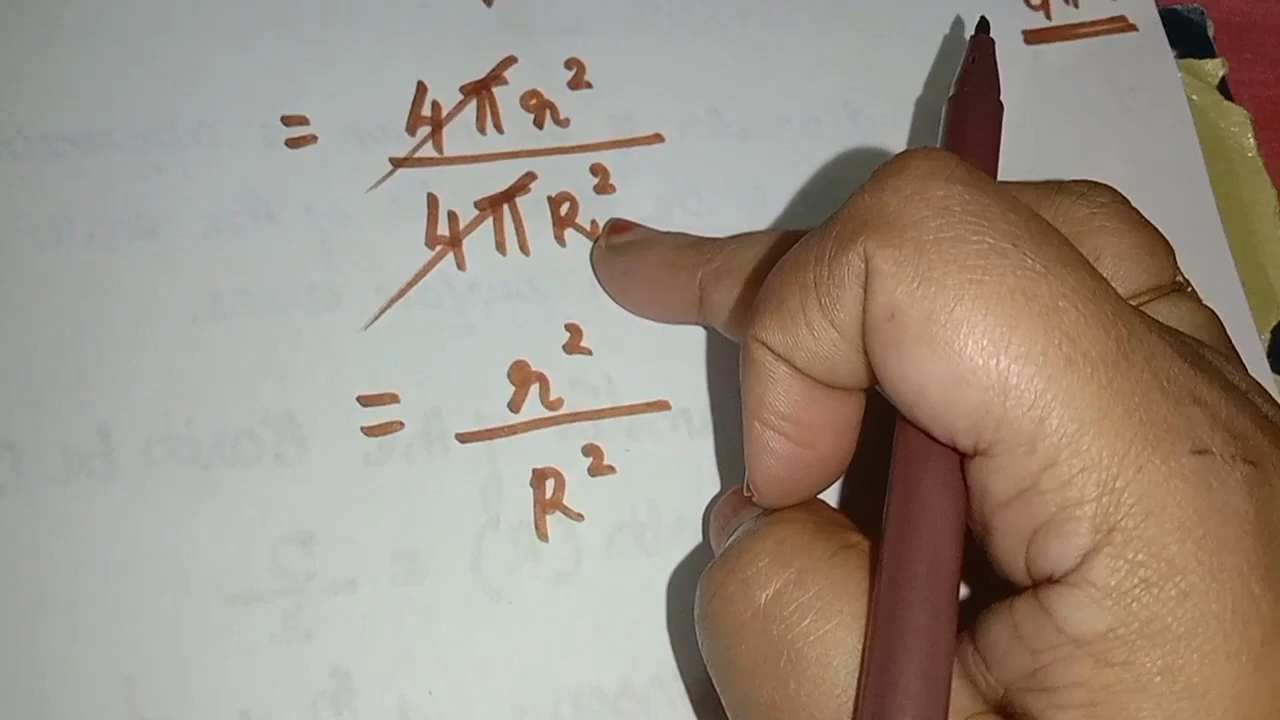 = 4πr² / 4πR²
= r² / R²